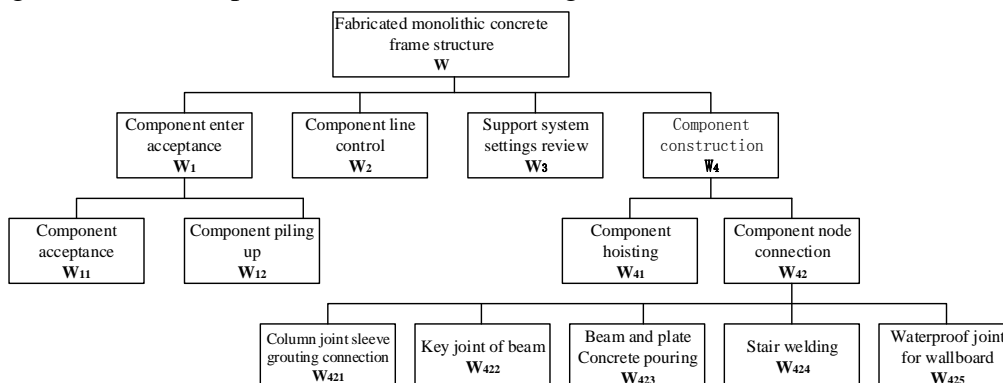 Fabricated monolithic concrete
frame structure
W
Component enter
acceptance
W1
Component line
control
W2
Support system
settings review
W3
Component
construction
W4
Component
acceptance
W11
Component piling
up
W12
Component
hoisting
W41
Component node
connection
W42
Column joint sleeve
grouting connection
W421
Key joint of beam
W422
Beam and plate
Concrete pouring
W423
Stair welding
W424
Waterproof joint
for wallboard
W425